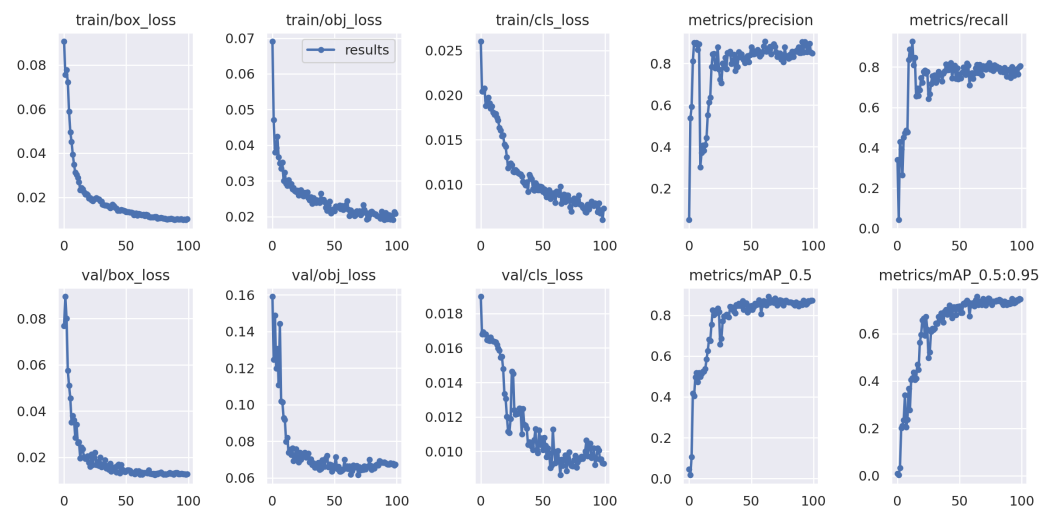 train/box_loss
train/obj_loss
train/cls_loss
metrics/precision
metrics/recall
results
0.08
0.06
0.04
0.02
0 50 100
0.07
0.06
0.05
0.04
0.03
0.02
0 50 100
0.025
0.020
0.015
0.010
0 50 100
0.8
0.6
0.4
0.2
0 50 100
0.8
0.6
0.4
0.2
0.0
0 50 100
val/box_loss
val/obj_loss
val/cls_loss
metrics/mAP_0.5
metrics/mAP_0.5:0.95
0.08
0.06
0.04
0.02
0 50 100
0.16
0.14
0.12
0.10
0.08
0.06
0 50 100
0.018
0.016
0.014
0.012
0.010
0 50 100
0.8
0.6
0.4
0.2
0.0
0 50 100
0.6
0.4
0.2
0.0
0 50 100